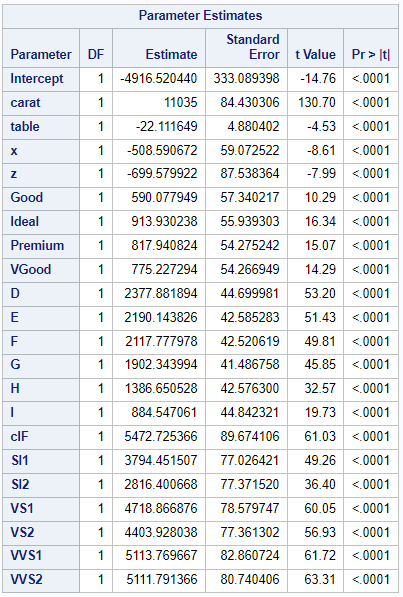 Parameter Estimates
Parameter DF Estimate Standard Error t Value Pr > |t|
Intercept 1 -4916.520440 333.089398 -14.76 <.0001
carat 1 11035 84.430306 130.70 <.0001
table 1 -22.111649 4.880402 -4.53 <.0001
x 1 -508.590672 59.072522 -8.61 <.0001
z 1 -699.579922 87.538364 -7.99 <.0001
Good 1 590.077949 57.340217 10.29 <.0001
Ideal 1 913.930238 55.939303 16.34 <.0001
Premium 1 817.940824 54.275242 15.07 <.0001
VGood 1 775.227294 54.266949 14.29 <.0001
D 1 2377.881894 44.699981 53.20 <.0001
E 1 2190.143826 42.585283 51.43 <.0001
F 1 2117.777978 42.520619 49.81 <.0001
G 1 1902.343994 41.486758 45.85 <.0001
H 1 1386.650528 42.576300 32.57 <.0001
I 1 884.547061 44.842321 19.73 <.0001
cIF 1 5472.725366 89.674106 61.03 <.0001
SI1 1 3794.451507 77.026421 49.26 <.0001
SI2 1 2816.400668 77.371520 36.40 <.0001
VS1 1 4718.866876 78.579747 60.05 <.0001
VS2 1 4403.928038 77.361302 56.93 <.0001
VVS1 1 5113.769667 82.860724 61.72 <.0001
VVS2 1 5111.791366 80.740406 63.31 <.0001